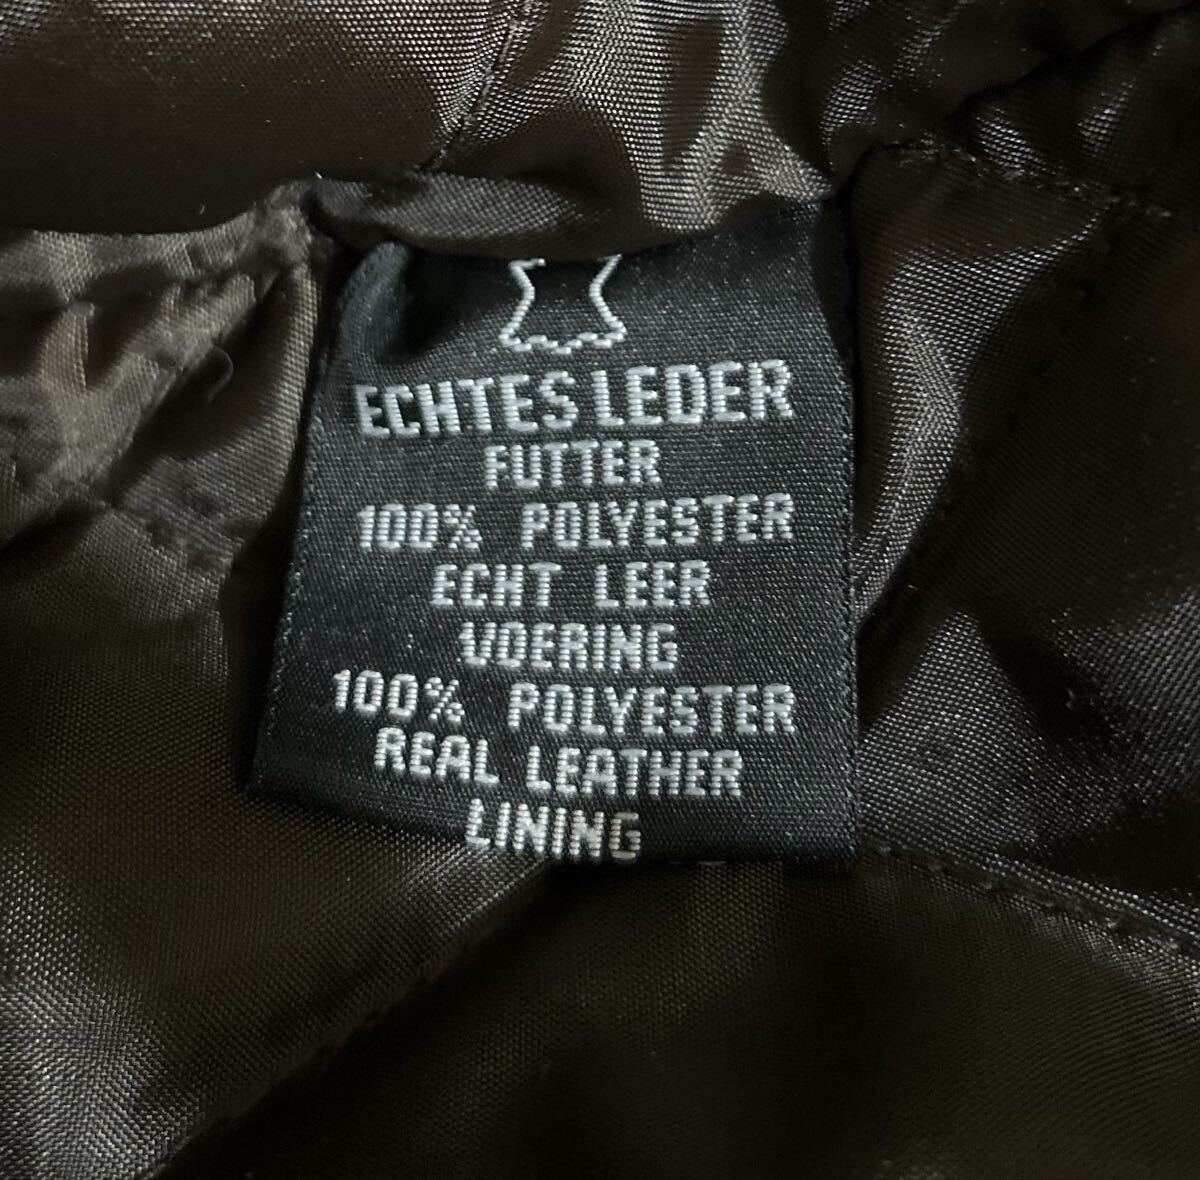 ECHTES LEDER
FUTTER
100% POLYESTER
ECHT LEER
VOERING
100% POLYESTER
REAL LEATHER
LINING